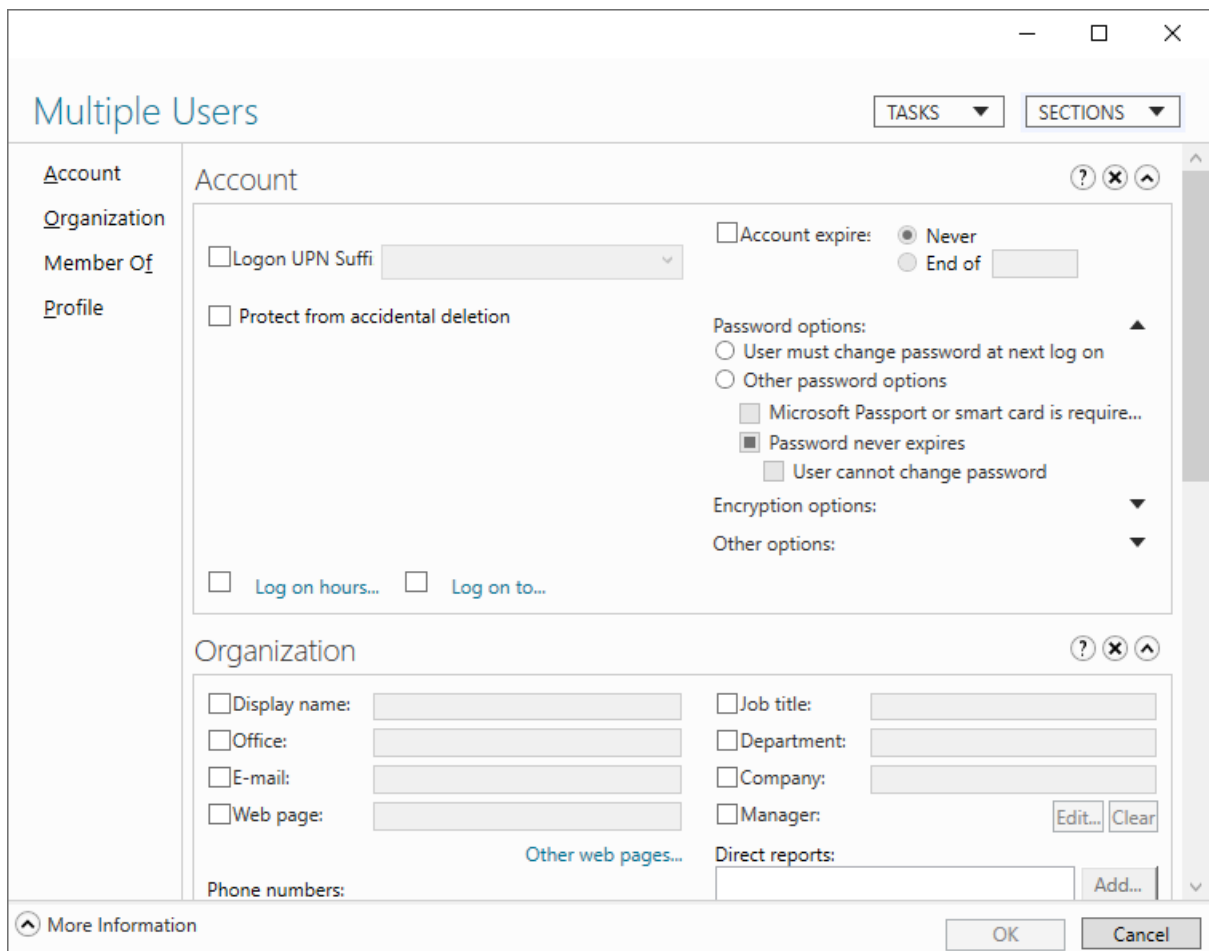 Multiple Users
TASKS
SECTIONS
Account
Organization
Member Of
Profile
Account
Logon UPN Suffi
Protect from accidental deletion
Account expires
Never
End of
Password options:
User must change password at next log on
Other password options
Microsoft Passport or smart card is require...
Password never expires
User cannot change password
Encryption options:
Other options:
Log on hours...
Log on to...
Organization
Display name:
Office:
E-mail:
Web page:
Other web pages...
Phone numbers:
Job title:
Department:
Company:
Manager:
Edit...
Clear
Direct reports:
Add...
More Information
OK
Cancel